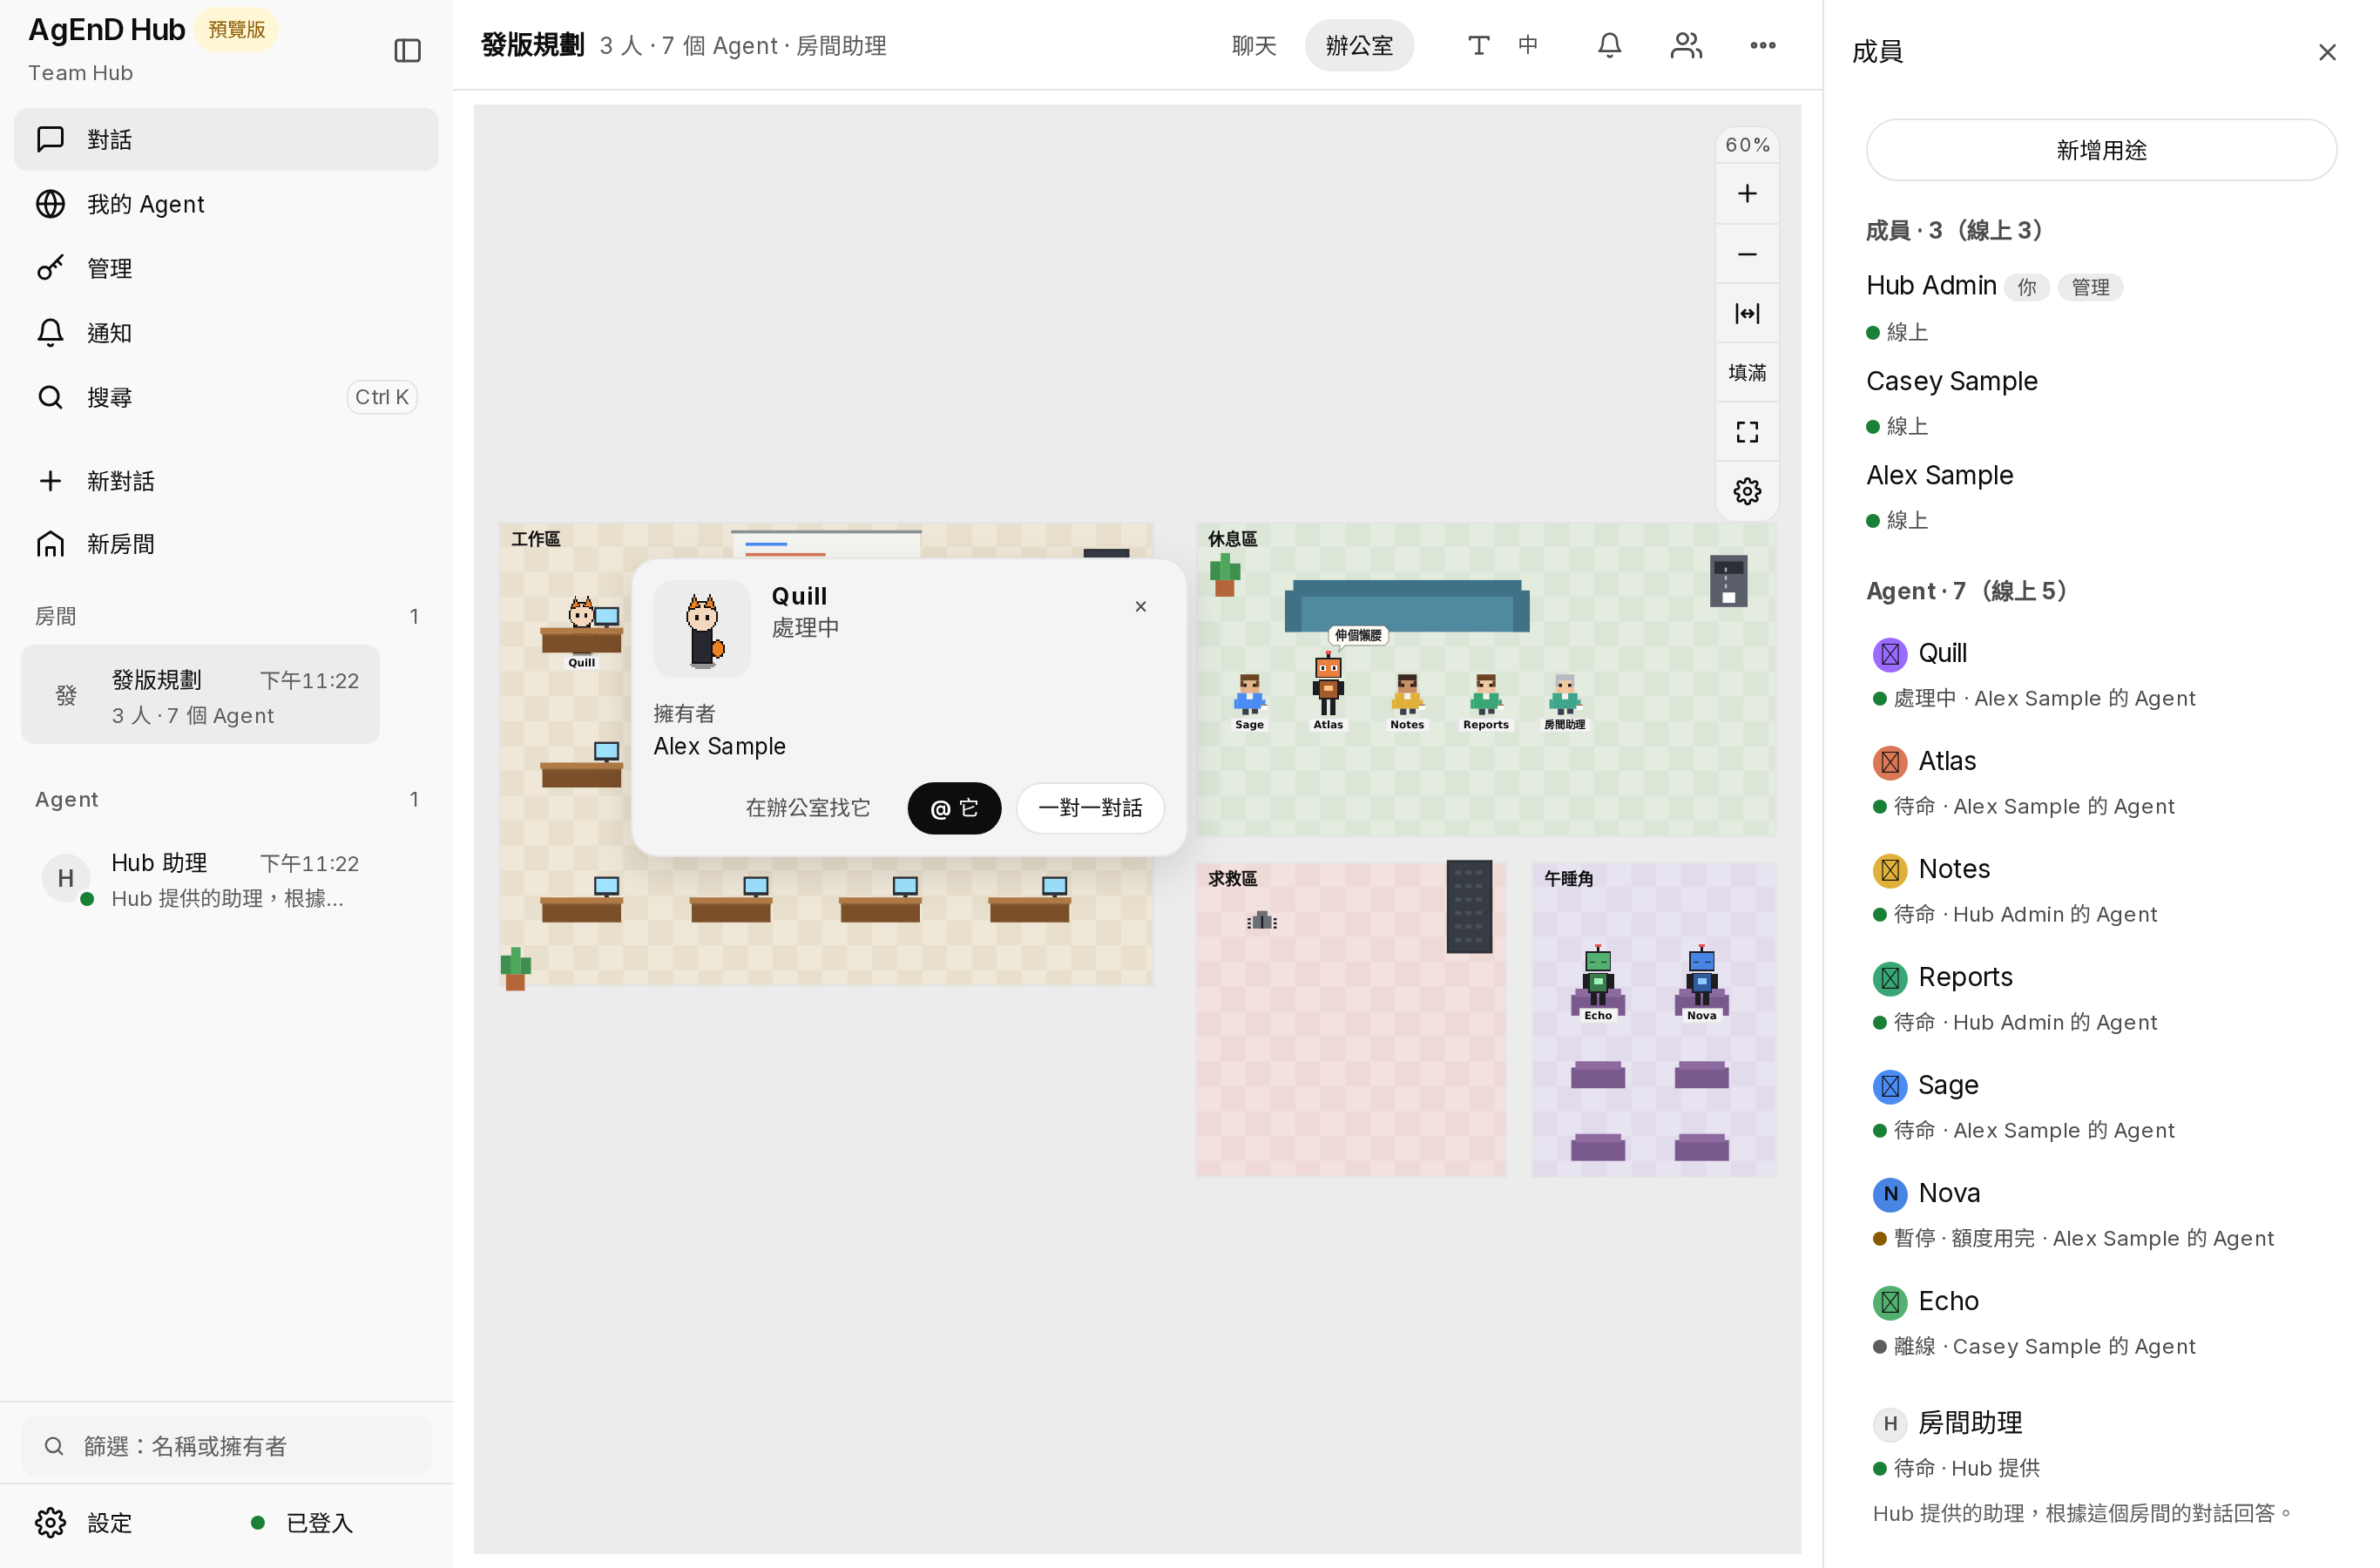 AgEnD Hub 預覽版
Team Hub
對話
我的 Agent
管理
通知
搜尋 Ctrl K
新對話
新房間
房間 1
發 發版規劃 下午11:22
3 人 · 7 個 Agent
Agent 1
H Hub 助理 下午11:22
Hub 提供的助理，根據...
篩選：名稱或擁有者
設定 已登入
發版規劃 3 人 · 7 個 Agent · 房間助理
聊天 辦公室 中
60%
填滿
工作區
Quill
Quill
處理中
擁有者
Alex Sample
在辦公室找它 @ 它 一對一對話
休息區
伸個懶腰
Sage Atlas Notes Reports 房間助理
求救區
午睡角
Echo Nova
成員
新增用途
成員 · 3（線上 3）
Hub Admin 你 管理
線上
Casey Sample
線上
Alex Sample
線上
Agent · 7（線上 5）
Quill
處理中 · Alex Sample 的 Agent
Atlas
待命 · Alex Sample 的 Agent
Notes
待命 · Hub Admin 的 Agent
Reports
待命 · Hub Admin 的 Agent
Sage
待命 · Alex Sample 的 Agent
N Nova
暫停 · 額度用完 · Alex Sample 的 Agent
Echo
離線 · Casey Sample 的 Agent
H 房間助理
待命 · Hub 提供
Hub 提供的助理，根據這個房間的對話回答。